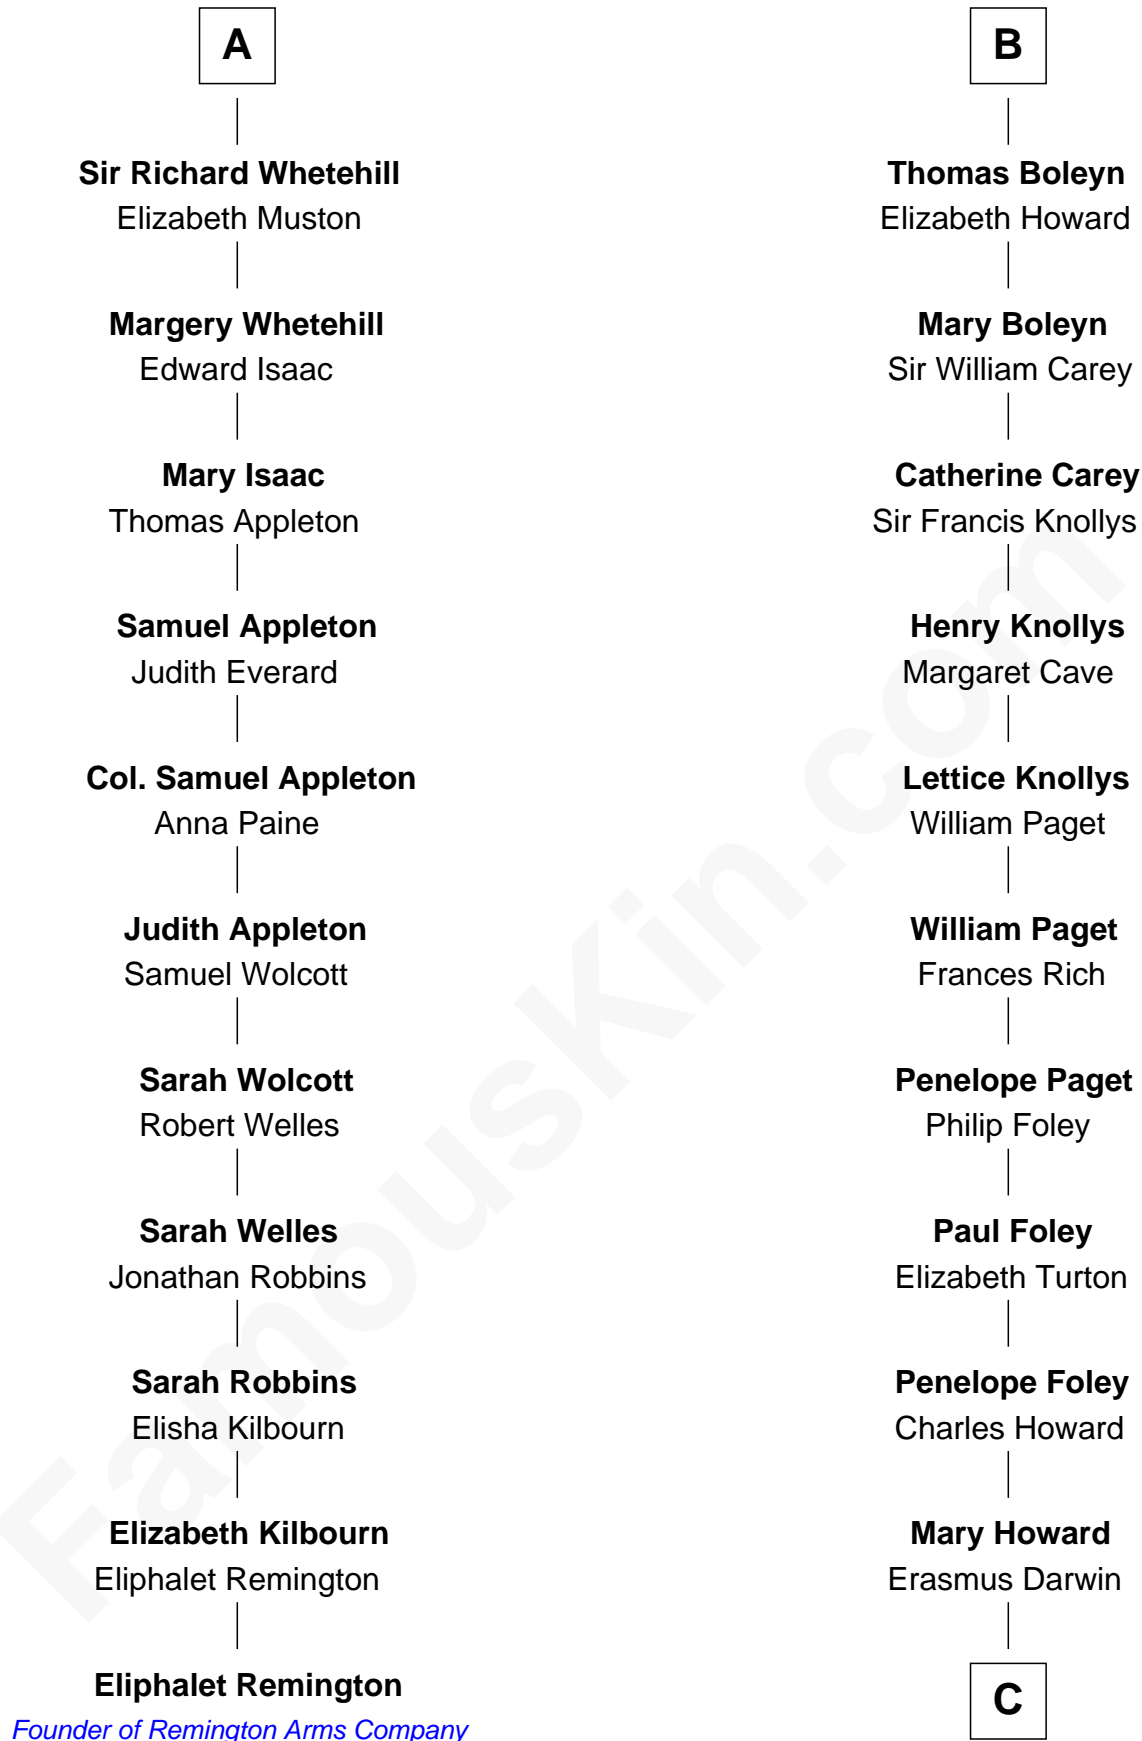 A
Sir Richard Whetehill
Elizabeth Muston
Margery Whetehill
Edward Isaac
Mary Isaac
Thomas Appleton
Samuel Appleton
Judith Everard
Col. Samuel Appleton
Anna Paine
Judith Appleton
Samuel Wolcott
Sarah Wolcott
Robert Welles
Sarah Welles
Jonathan Robbins
Sarah Robbins
Elisha Kilbourn
Elizabeth Kilbourn
Eliphalet Remington
Eliphalet Remington
Founder of Remington Arms Company
B
Thomas Boleyn
Elizabeth Howard
Mary Boleyn
Sir William Carey
Catherine Carey
Sir Francis Knollys
Henry Knollys
Margaret Cave
Lettice Knollys
William Paget
William Paget
Frances Rich
Penelope Paget
Philip Foley
Paul Foley
Elizabeth Turton
Penelope Foley
Charles Howard
Mary Howard
Erasmus Darwin
C
FamousKin.com